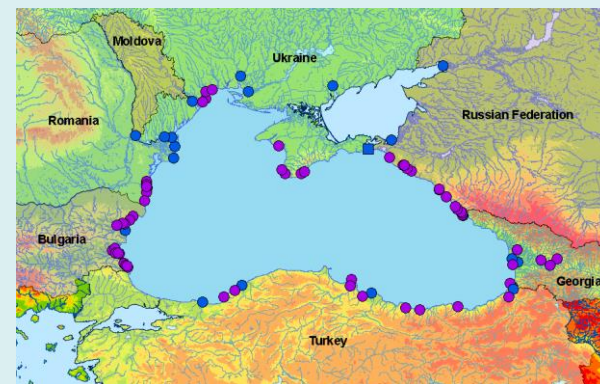 Moldova
Ukraine
Romania
Russian Federation
Bulgaria
Georgia
Turkey